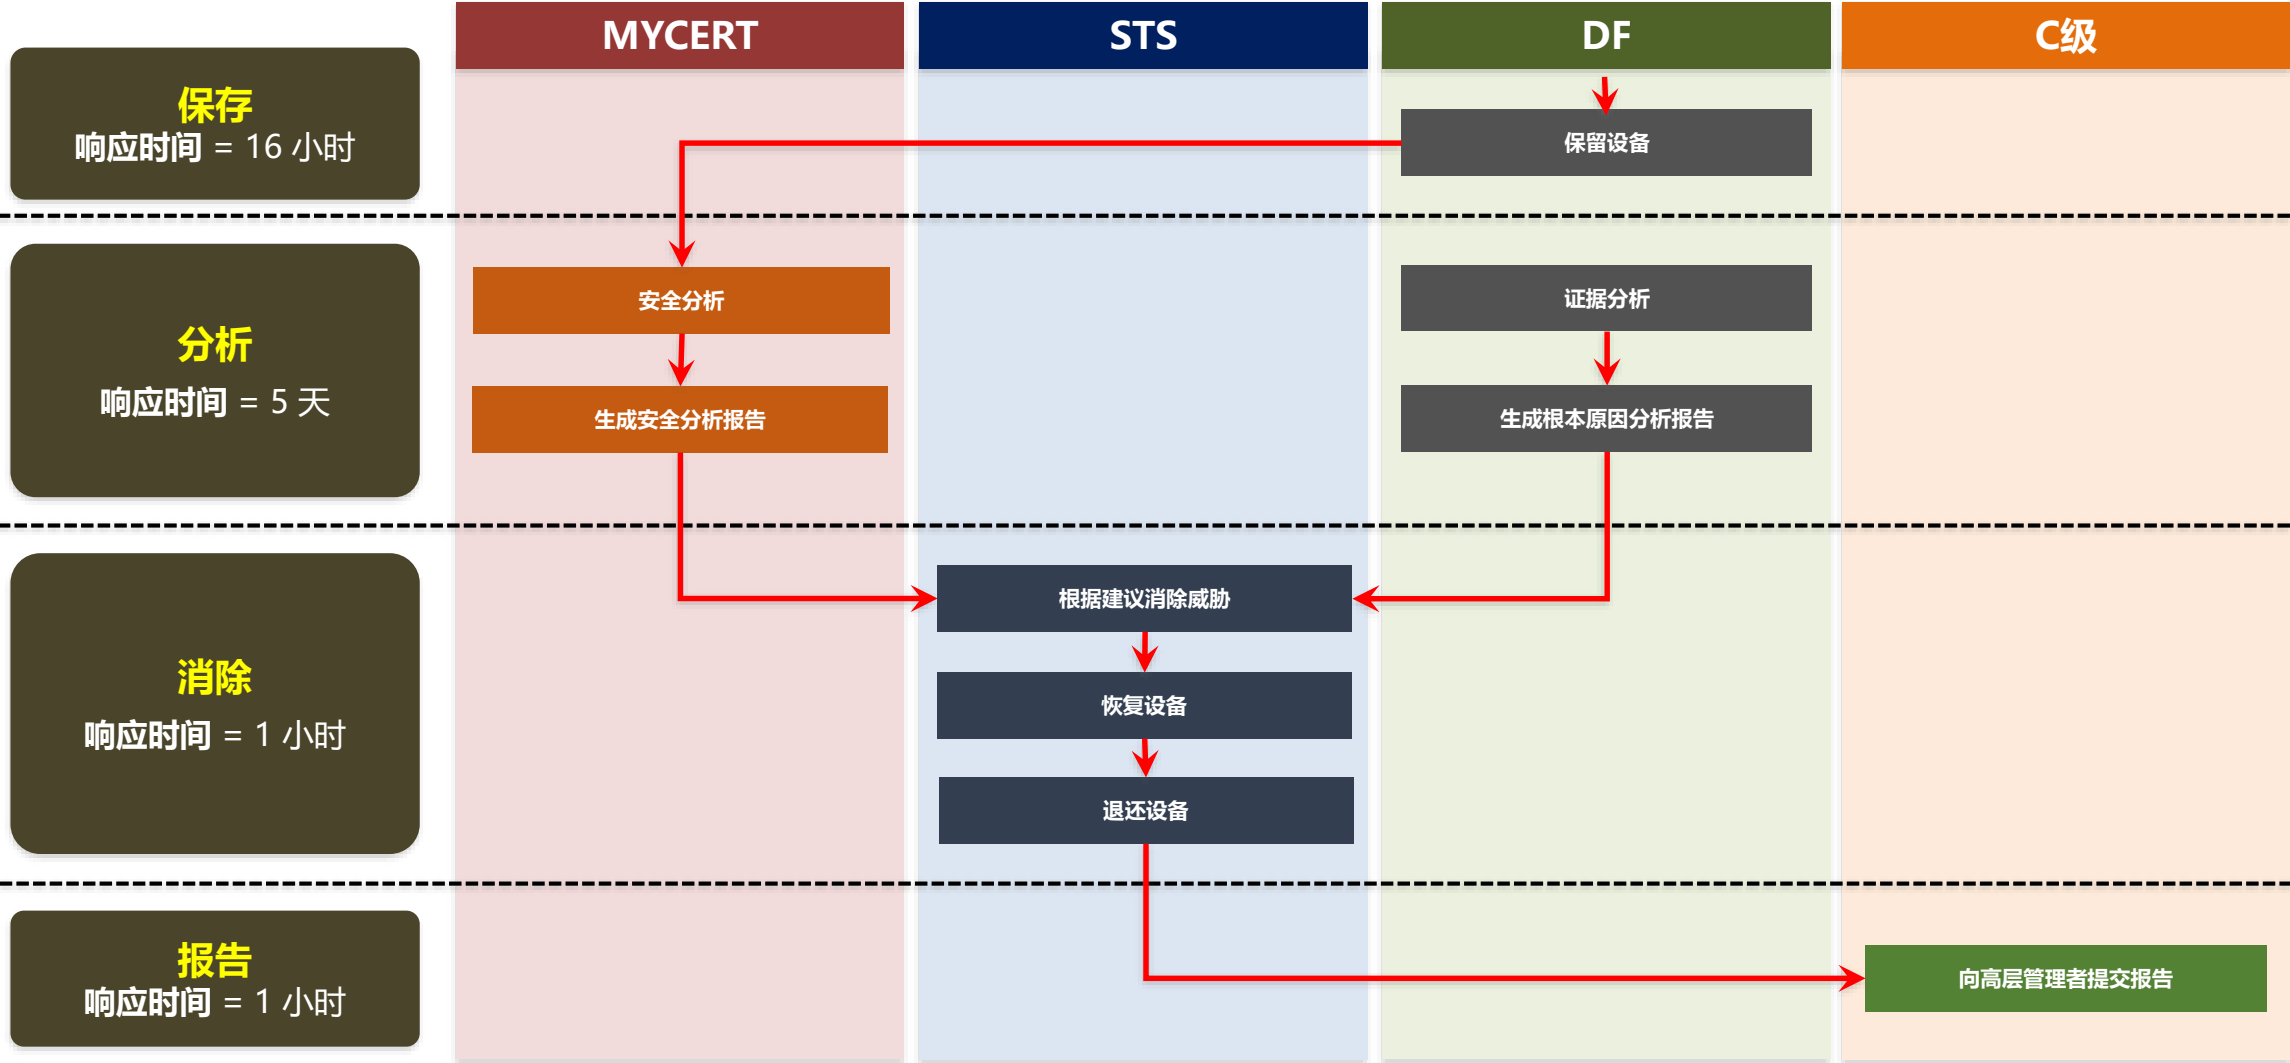 MYCERT
STS
DF
C级
保存
响应时间 = 16 小时
保留设备
分析
响应时间 = 5 天
安全分析
证据分析
生成安全分析报告
生成根本原因分析报告
消除
响应时间 = 1 小时
根据建议消除威胁
恢复设备
退还设备
报告
响应时间 = 1 小时
向高层管理者提交报告